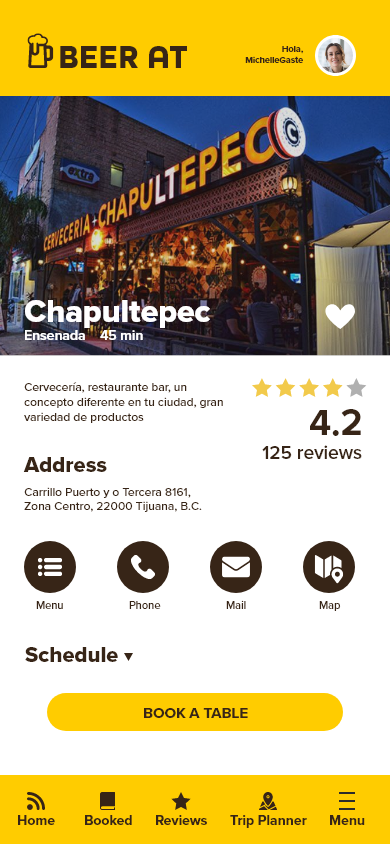 BEER AT
Hola,
MichelleGaste
extra
CERVECERIA CHAPULTEPEC
C
Chapultepec
Ensenada 45 min
Cervecería, restaurante bar, un
concepto diferente en tu ciudad, gran
variedad de productos
4.2
125 reviews
Address
Carrillo Puerto y o Tercera 8161,
Zona Centro, 22000 Tijuana, B.C.
Menu Phone Mail Map
Schedule
BOOK A TABLE
Home Booked Reviews Trip Planner Menu